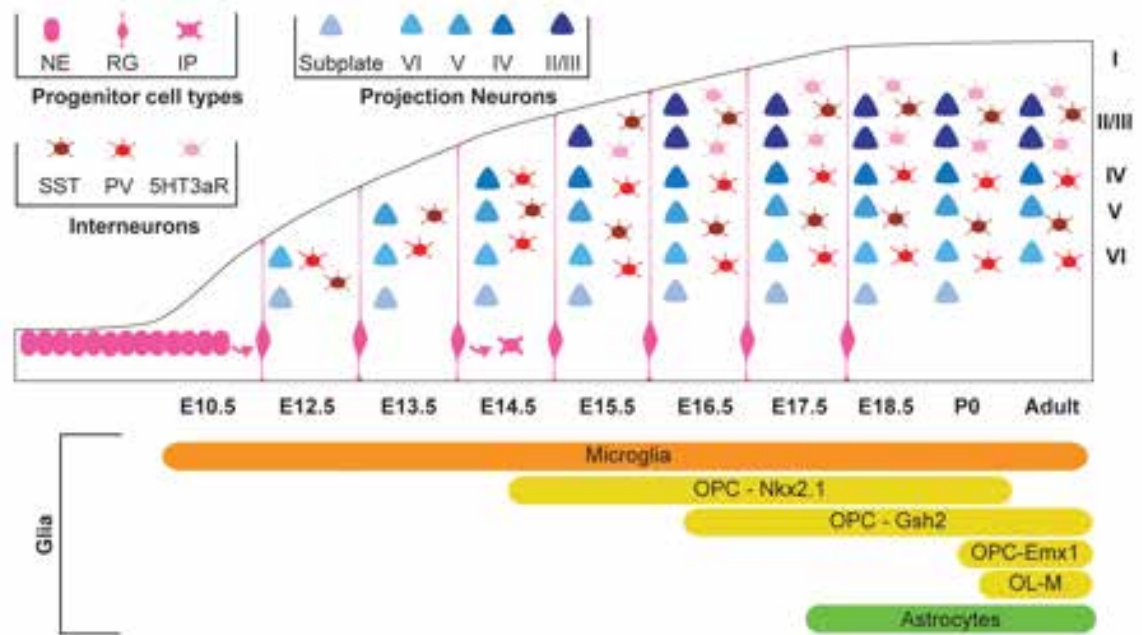 NE RG IP
Progenitor cell types
Subplate VI V IV II/III
Projection Neurons
SST PV 5HT3aR
Interneurons
I
II/III
IV
V
VI
E10.5 E12.5 E13.5 E14.5 E15.5 E16.5 E17.5 E18.5 P0 Adult
Glia
Microglia
OPC - Nkx2.1
OPC - Gsh2
OPC-Emx1
OL-M
Astrocytes